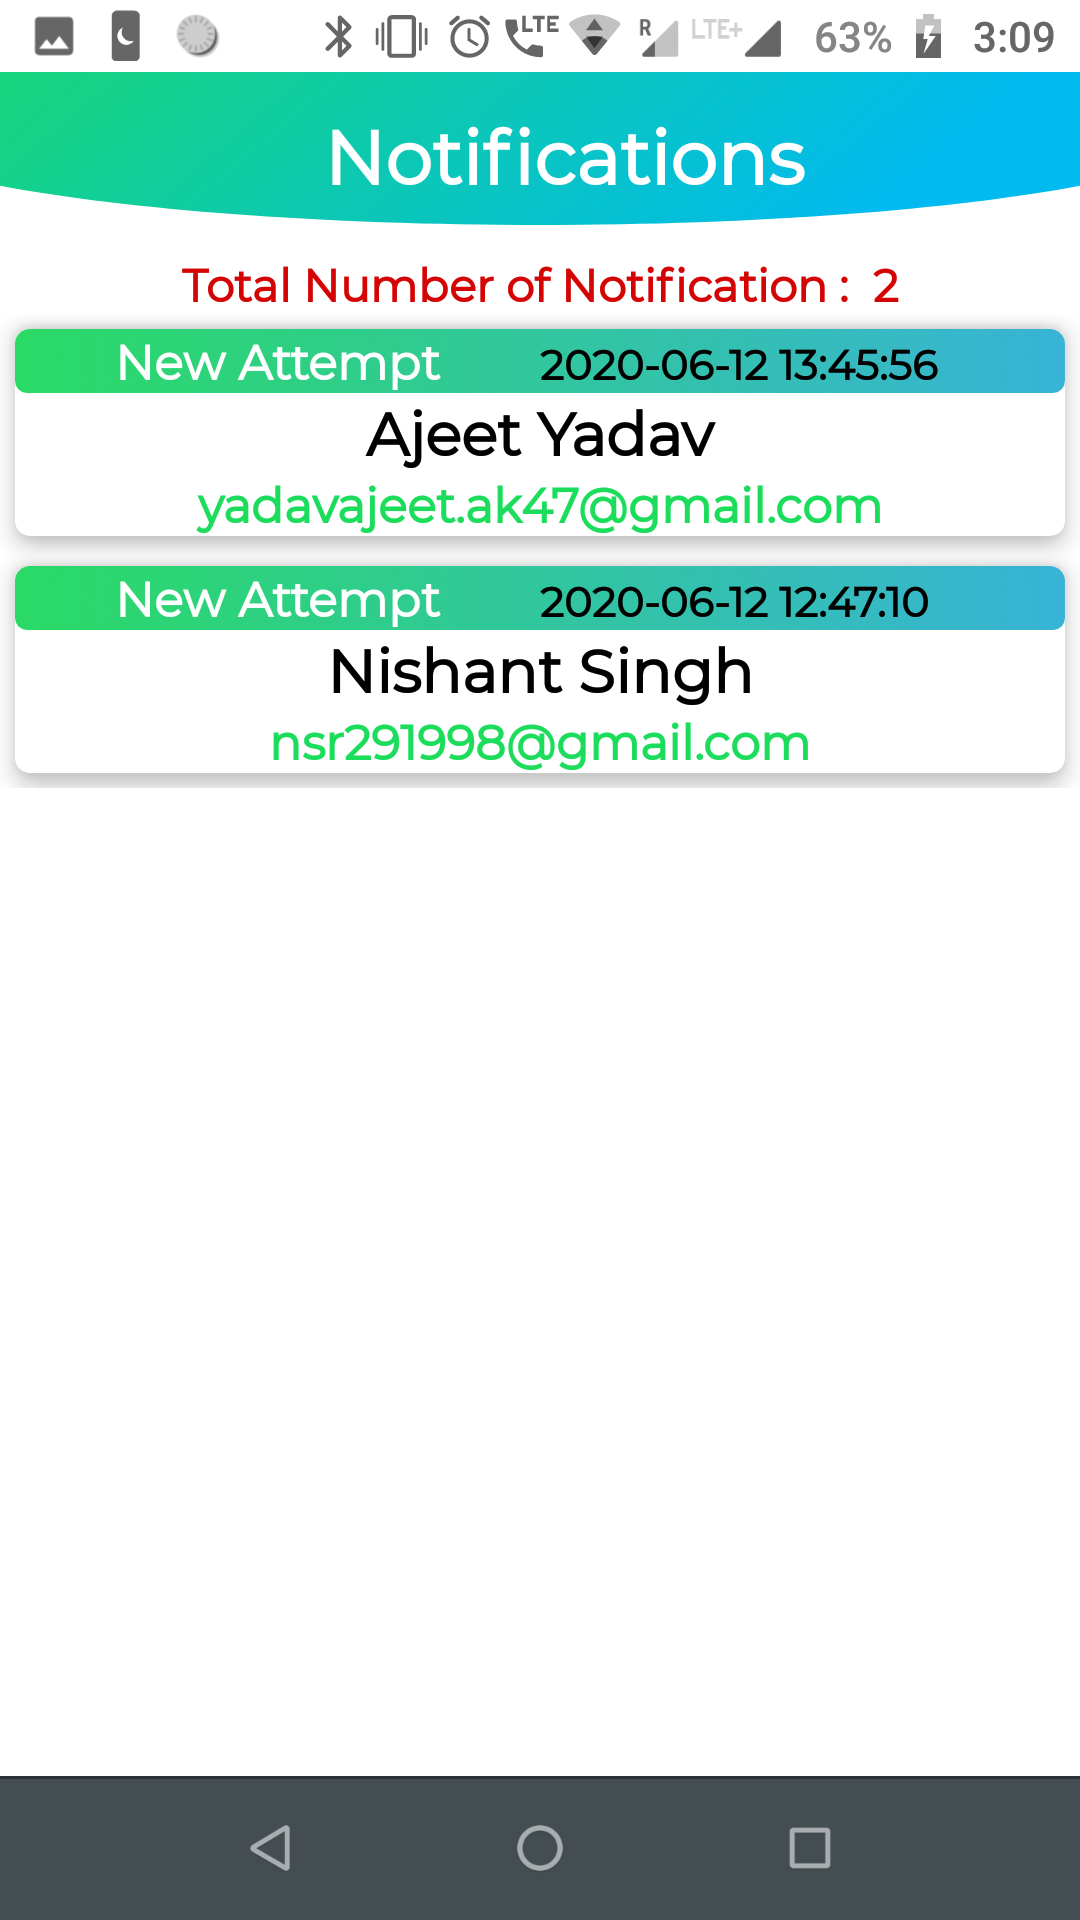 LTE R LTE+ 63% 3:09
Notifications
Total Number of Notification : 2
New Attempt 2020-06-12 13:45:56
Ajeet Yadav
yadavajeet.ak47@gmail.com
New Attempt 2020-06-12 12:47:10
Nishant Singh
nsr291998@gmail.com